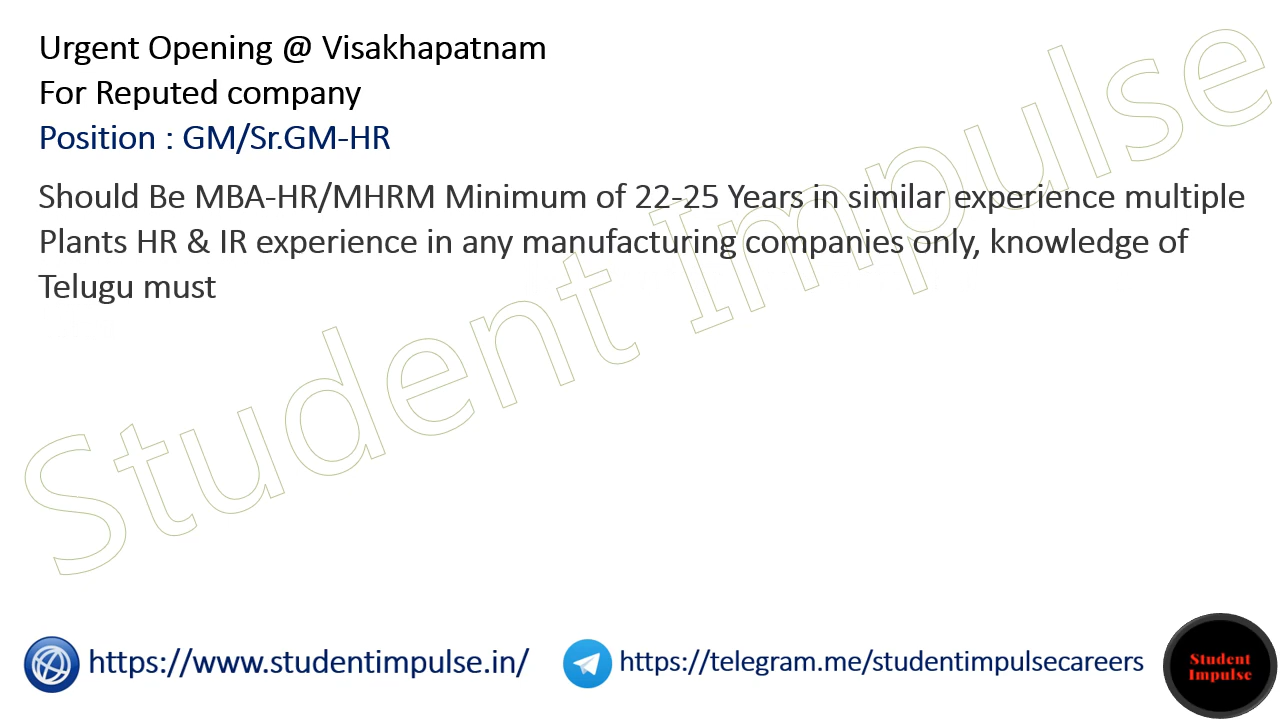 Urgent Opening @ Visakhapatnam
For Reputed company
Position : GM/Sr.GM-HR
Should Be MBA-HR/MHRM Minimum of 22-25 Years in similar experience multiple
Plants HR & IR experience in any manufacturing companies only, knowledge of
Telugu must
Student Impulse
https://www.studentimpulse.in/
https://telegram.me/studentimpulsecareers
Student
Impulse